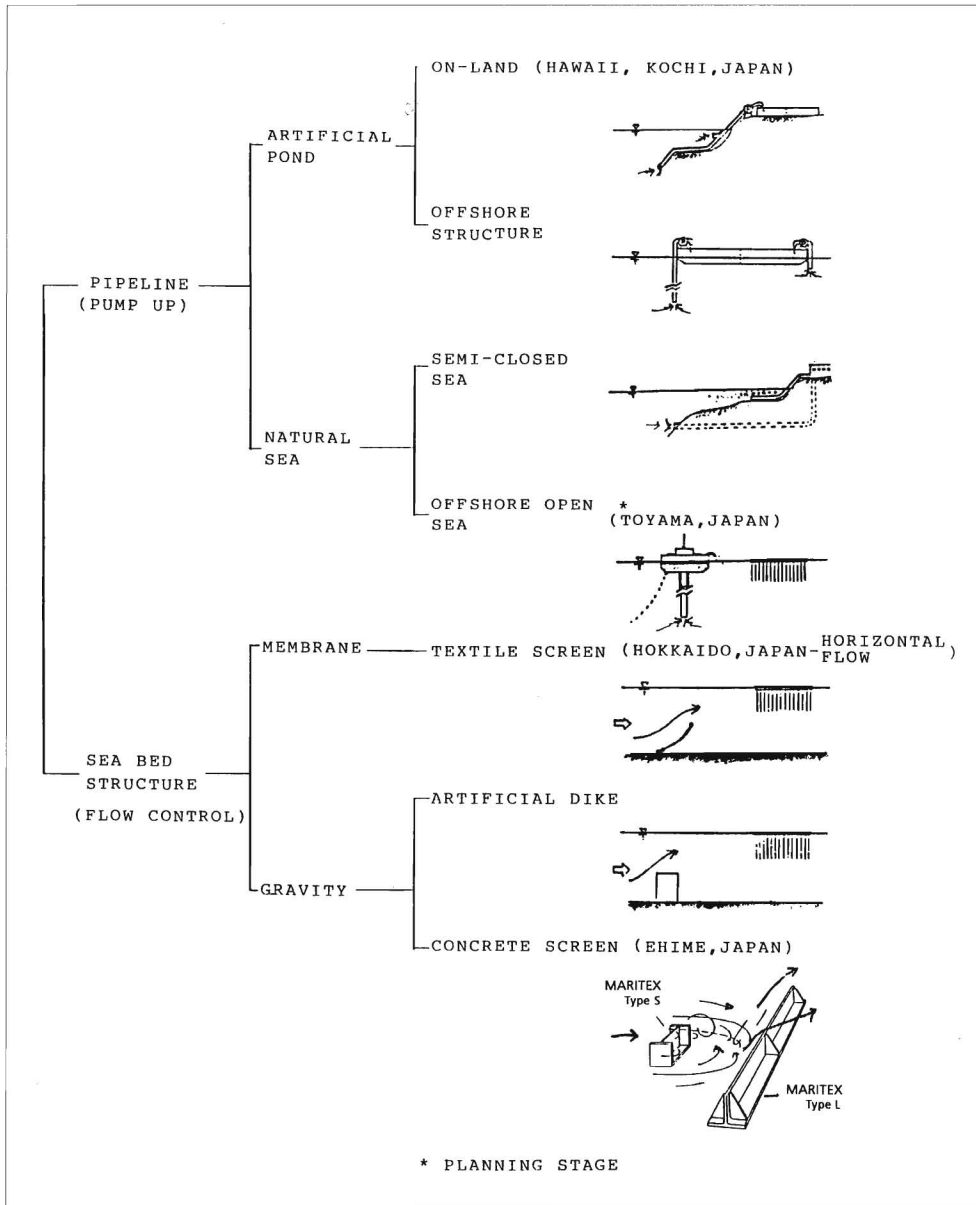 ON-LAND (HAWAII, KOCHI,JAPAN)
ARTIFICIAL
POND
OFFSHORE
STRUCTURE
PIPELINE
(PUMP UP)
SEMI-CLOSED
SEA
NATURAL
SEA
OFFSHORE OPEN *
SEA (TOYAMA,JAPAN)
MEMBRANE
TEXTILE SCREEN (HOKKAIDO,JAPAN-HORIZONTAL
FLOW )
SEA BED
STRUCTURE
(FLOW CONTROL)
ARTIFICIAL DIKE
GRAVITY
CONCRETE SCREEN (EHIME,JAPAN)
MARITEX
Type S
MARITEX
Type L
* PLANNING STAGE